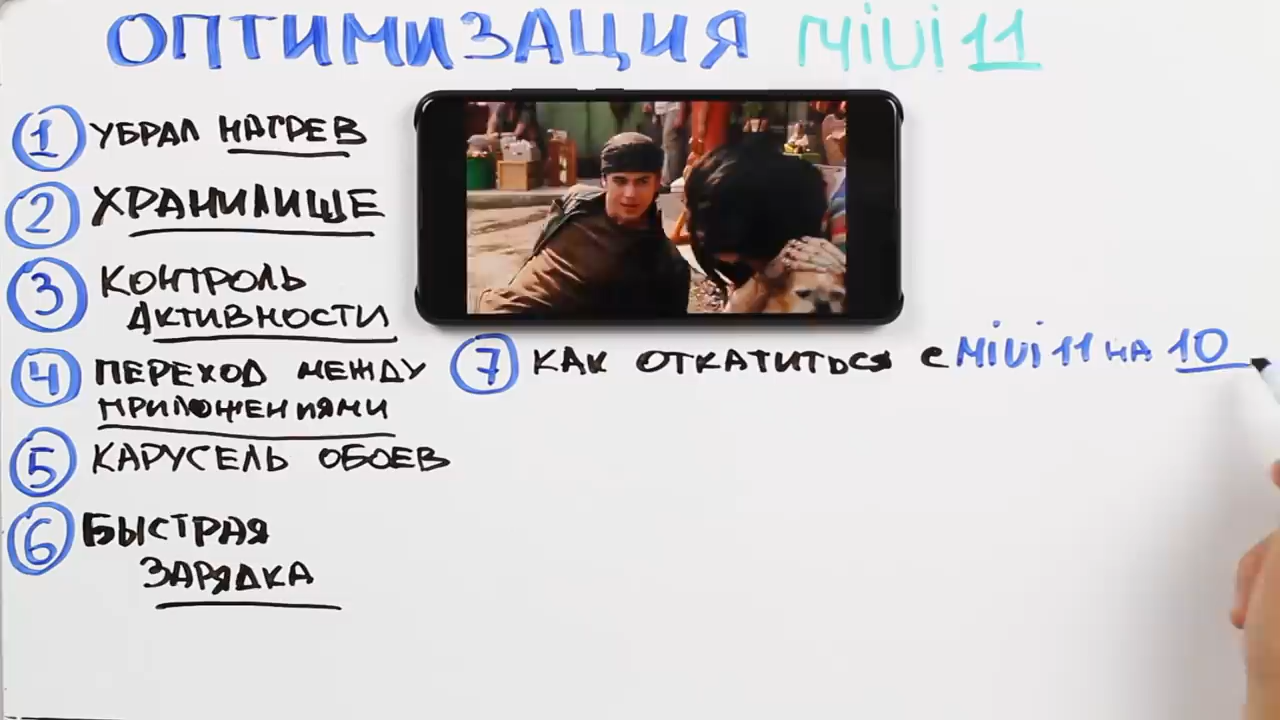 ОПТИМИЗАЦИЯ MIUI 11
1 УБРАЛ НАГРЕВ
2 ХРАНИЛИЩЕ
3 КОНТРОЛЬ
АКТИВНОСТИ
4 ПЕРЕХОД МЕЖДУ
ПРИЛОЖЕНИЯМИ
5 КАРУСЕЛЬ ОБОЕВ
6 БЫСТРАЯ
ЗАРЯДКА
7 КАК ОТКАТИТЬСЯ С MIUI 11 НА 10